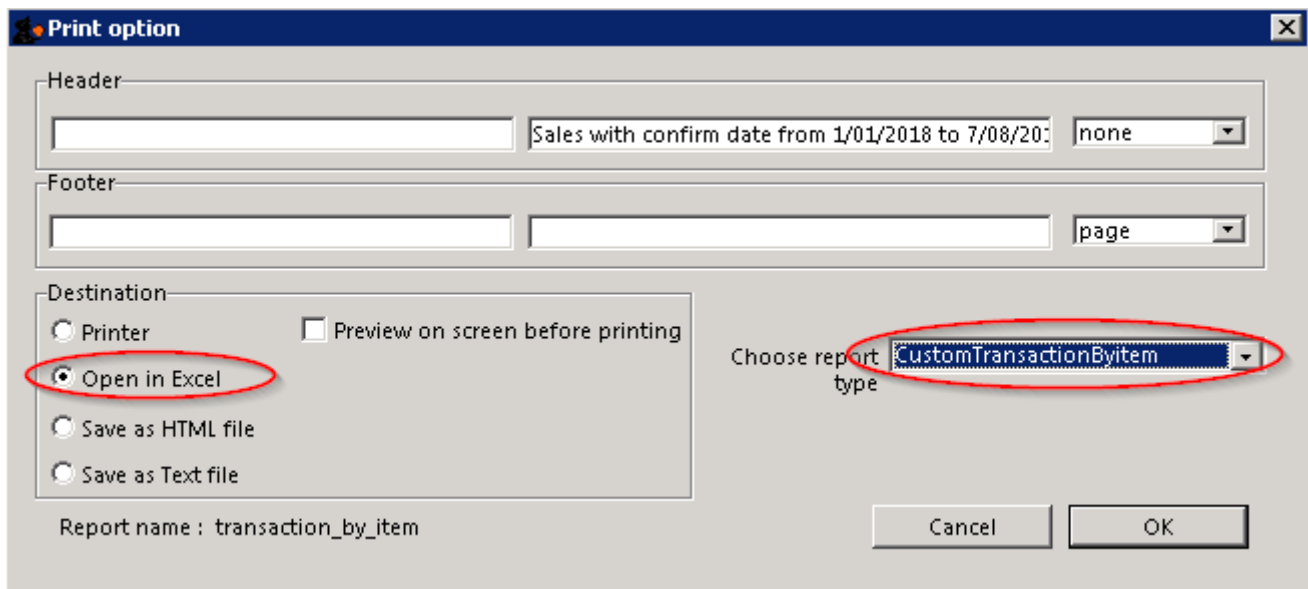 Print option
Header
Sales with confirm date from 1/01/2018 to 7/08/201 none
Footer
page
Destination
Printer Preview on screen before printing
Open in Excel
Choose report type CustomTransactionByitem
Save as HTML file
Save as Text file
Report name : transaction_by_item
Cancel OK